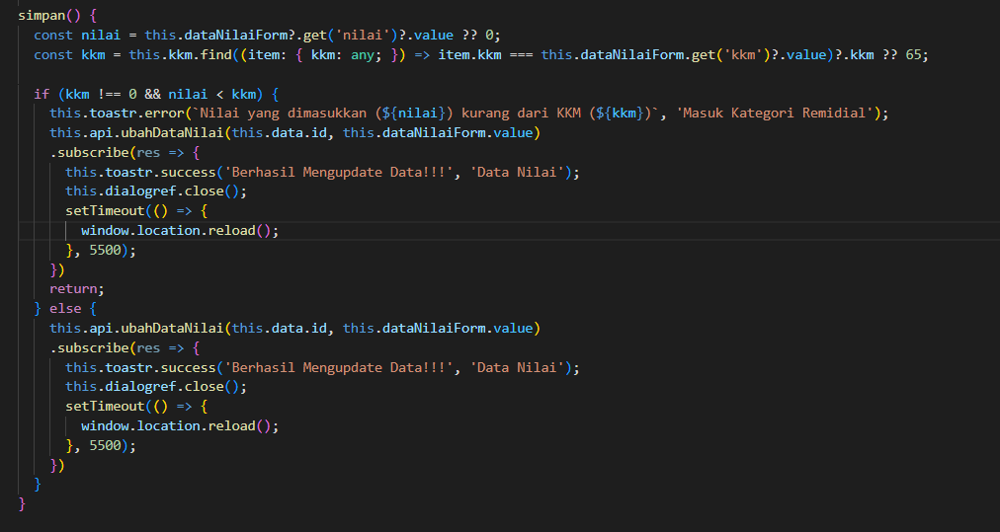 simpan() {
const nilai = this.dataNilaiForm?.get('nilai')?.value ?? 0;
const kkm = this.kkm.find((item: { kkm: any; }) => item.kkm === this.dataNilaiForm.get('kkm')?.value)?.kkm ?? 65;
if (kkm !== 0 && nilai < kkm) {
this.toastr.error(`Nilai yang dimasukkan (${nilai}) kurang dari KKM (${kkm})`, 'Masuk Kategori Remidial');
this.api.ubahDataNilai(this.data.id, this.dataNilaiForm.value)
.subscribe(res => {
this.toastr.success('Berhasil Mengupdate Data!!!', 'Data Nilai');
this.dialogref.close();
setTimeout(() => {
window.location.reload();
}, 5500);
})
return;
} else {
this.api.ubahDataNilai(this.data.id, this.dataNilaiForm.value)
.subscribe(res => {
this.toastr.success('Berhasil Mengupdate Data!!!', 'Data Nilai');
this.dialogref.close();
setTimeout(() => {
window.location.reload();
}, 5500);
})
}
}